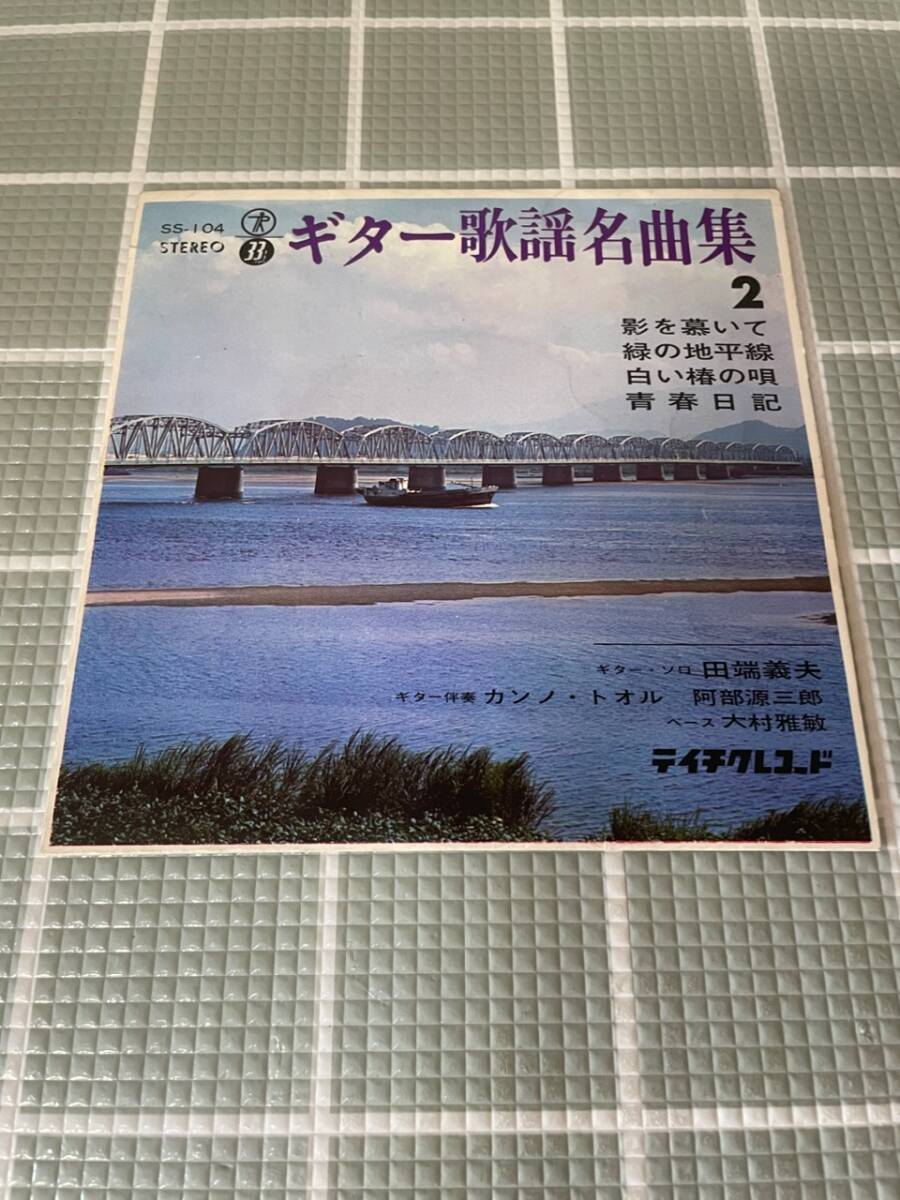 SS-104
STEREO
33
ギター歌謡名曲集
2
影を慕いて
緑の地平線
白い椿の唄
青春日記
ギター・ソロ 田端義夫
ギター伴奏 カンノ・トオル 阿部源三郎
ベース 大村雅敏
テイチクレコード